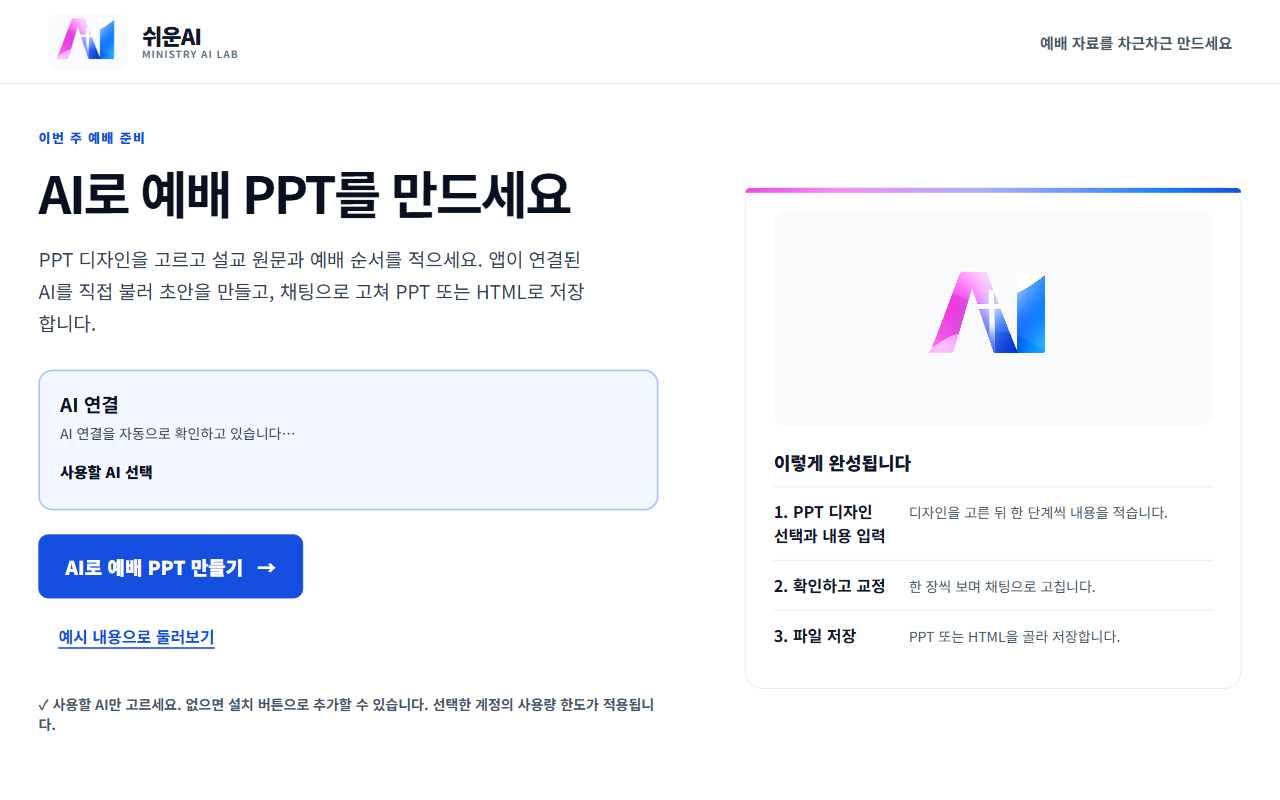 쉬운AI
MINISTRY AI LAB
예배 자료를 차근차근 만드세요
이번 주 예배 준비
AI로 예배 PPT를 만드세요
PPT 디자인을 고르고 설교 원문과 예배 순서를 적으세요. 앱이 연결된
AI를 직접 불러 초안을 만들고, 채팅으로 고쳐 PPT 또는 HTML로 저장
합니다.
AI 연결
AI 연결을 자동으로 확인하고 있습니다…
사용할 AI 선택
AI로 예배 PPT 만들기 →
예시 내용으로 둘러보기
✓ 사용할 AI만 고르세요. 없으면 설치 버튼으로 추가할 수 있습니다. 선택한 계정의 사용량 한도가 적용됩니
다.
AI
이렇게 완성됩니다
1. PPT 디자인
선택과 내용 입력
디자인을 고른 뒤 한 단계씩 내용을 적습니다.
2. 확인하고 교정
한 장씩 보며 채팅으로 고칩니다.
3. 파일 저장
PPT 또는 HTML을 골라 저장합니다.